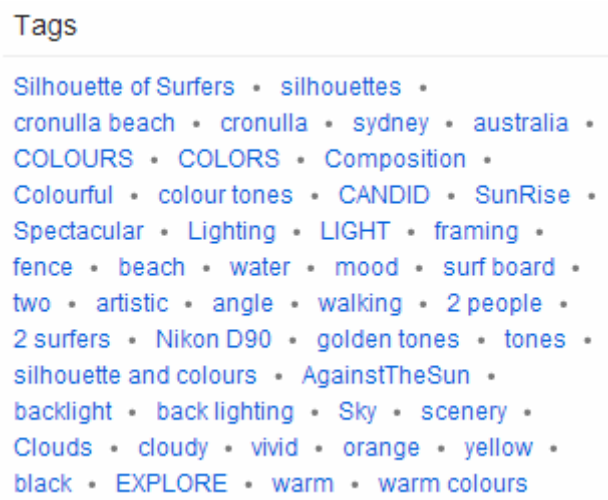 Tags
Silhouette of Surfers • silhouettes •
cronulla beach • cronulla • sydney • australia •
COLOURS • COLORS • Composition •
Colourful • colour tones • CANDID • SunRise •
Spectacular • Lighting • LIGHT • framing •
fence • beach • water • mood • surf board •
two • artistic • angle • walking • 2 people •
2 surfers • Nikon D90 • golden tones • tones •
silhouette and colours • AgainstTheSun •
backlight • back lighting • Sky • scenery •
Clouds • cloudy • vivid • orange • yellow •
black • EXPLORE • warm • warm colours